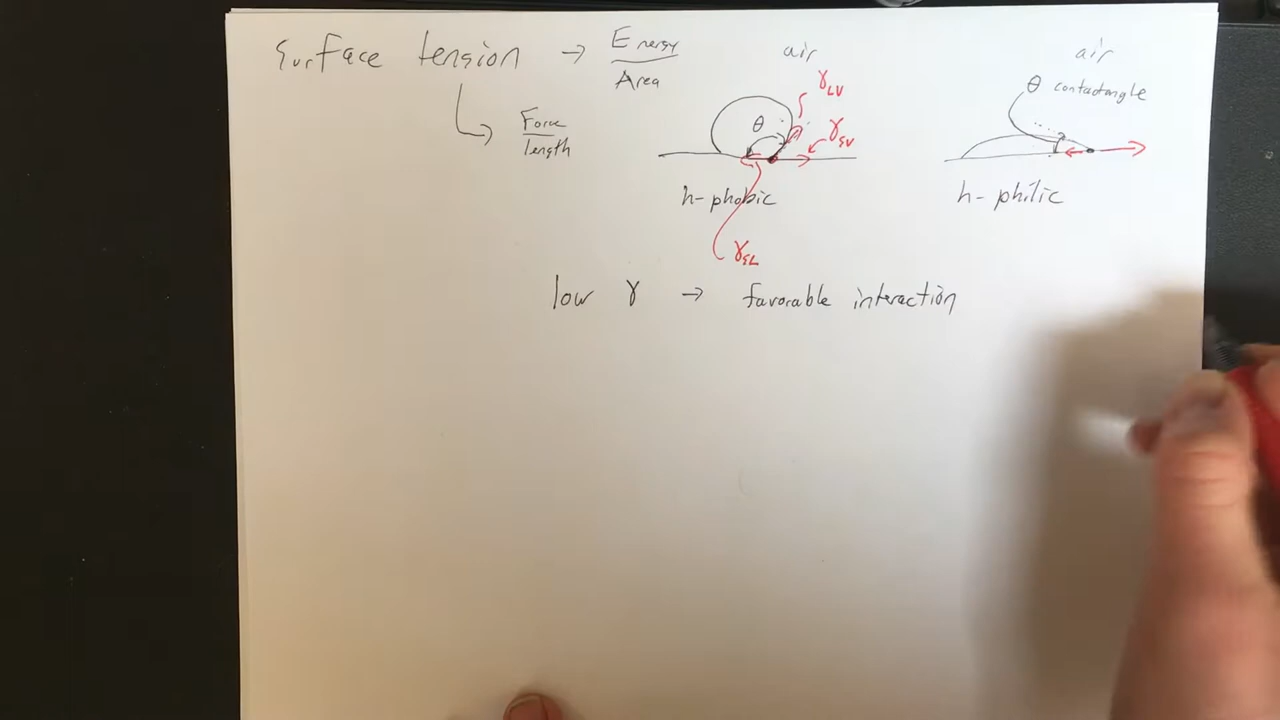 Surface tension → Energy
Area
Force
length
air
γLV
θ
γSV
h-phobic
γSL
air
θ contact angle
h-philic
low γ → favorable interaction